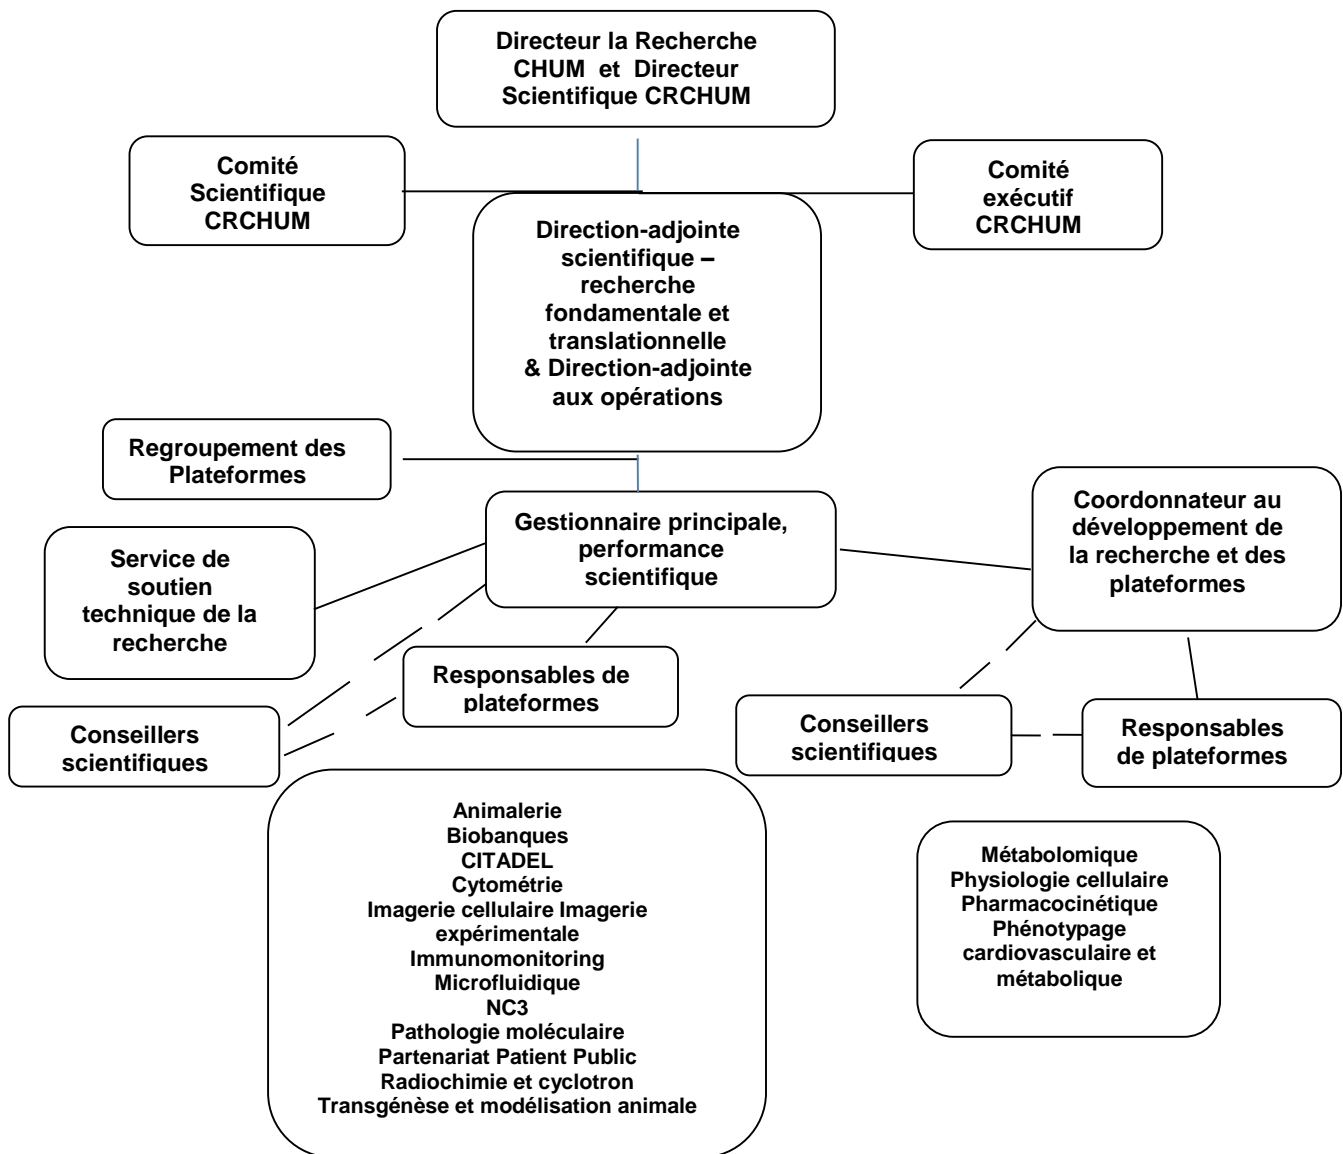 Directeur la Recherche
CHUM et Directeur
Scientifique CRCHUM
Comité
Scientifique
CRCHUM
Comité
exécutif
CRCHUM
Direction-adjointe
scientifique –
recherche
fondamentale et
translationnelle
& Direction-adjointe
aux opérations
Regroupement des
Plateformes
Gestionnaire principale,
performance
scientifique
Coordonnateur au
développement de
la recherche et des
plateformes
Service de
soutien
technique de la
recherche
Responsables de
plateformes
Conseillers
scientifiques
Conseillers
scientifiques
Responsables
de plateformes
Animalerie
Biobanques
CITADEL
Cytométrie
Imagerie cellulaire Imagerie
expérimentale
Immunomonitoring
Microfluidique
NC3
Pathologie moléculaire
Partenariat Patient Public
Radiochimie et cyclotron
Transgénèse et modélisation animale
Métabolomique
Physiologie cellulaire
Pharmacocinétique
Phénotypage
cardiovasculaire et
métabolique